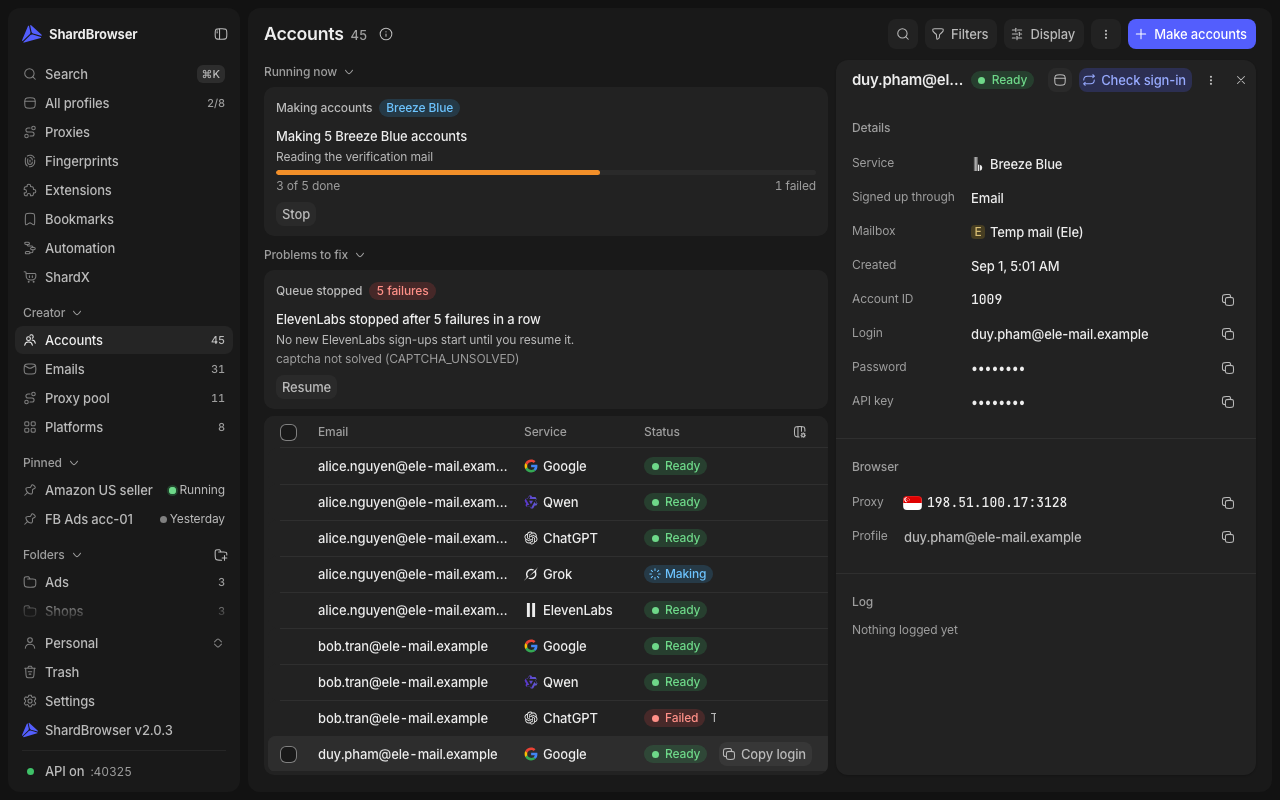 ShardBrowser
Search ⌘K
All profiles 2/8
Proxies
Fingerprints
Extensions
Bookmarks
Automation
ShardX
Creator
Accounts 45
Emails 31
Proxy pool 11
Platforms 8
Pinned
Amazon US seller Running
FB Ads acc-01 Yesterday
Folders
Ads 3
Shops 3
Personal
Trash
Settings
ShardBrowser v2.0.3
API on :40325
Accounts 45
Filters
Display
Make accounts
Running now
Making accounts Breeze Blue
Making 5 Breeze Blue accounts
Reading the verification mail
3 of 5 done 1 failed
Stop
Problems to fix
Queue stopped 5 failures
ElevenLabs stopped after 5 failures in a row
No new ElevenLabs sign-ups start until you resume it.
captcha not solved (CAPTCHA_UNSOLVED)
Resume
Email Service Status
alice.nguyen@ele-mail.exam... Google Ready
alice.nguyen@ele-mail.exam... Qwen Ready
alice.nguyen@ele-mail.exam... ChatGPT Ready
alice.nguyen@ele-mail.exam... Grok Making
alice.nguyen@ele-mail.exam... ElevenLabs Ready
bob.tran@ele-mail.example Google Ready
bob.tran@ele-mail.example Qwen Ready
bob.tran@ele-mail.example ChatGPT Failed T
duy.pham@ele-mail.example Google Ready Copy login
duy.pham@el... Ready Check sign-in
Details
Service Breeze Blue
Signed up through Email
Mailbox E Temp mail (Ele)
Created Sep 1, 5:01 AM
Account ID 1009
Login duy.pham@ele-mail.example
Password ••••••••
API key ••••••••
Browser
Proxy 198.51.100.17:3128
Profile duy.pham@ele-mail.example
Log
Nothing logged yet